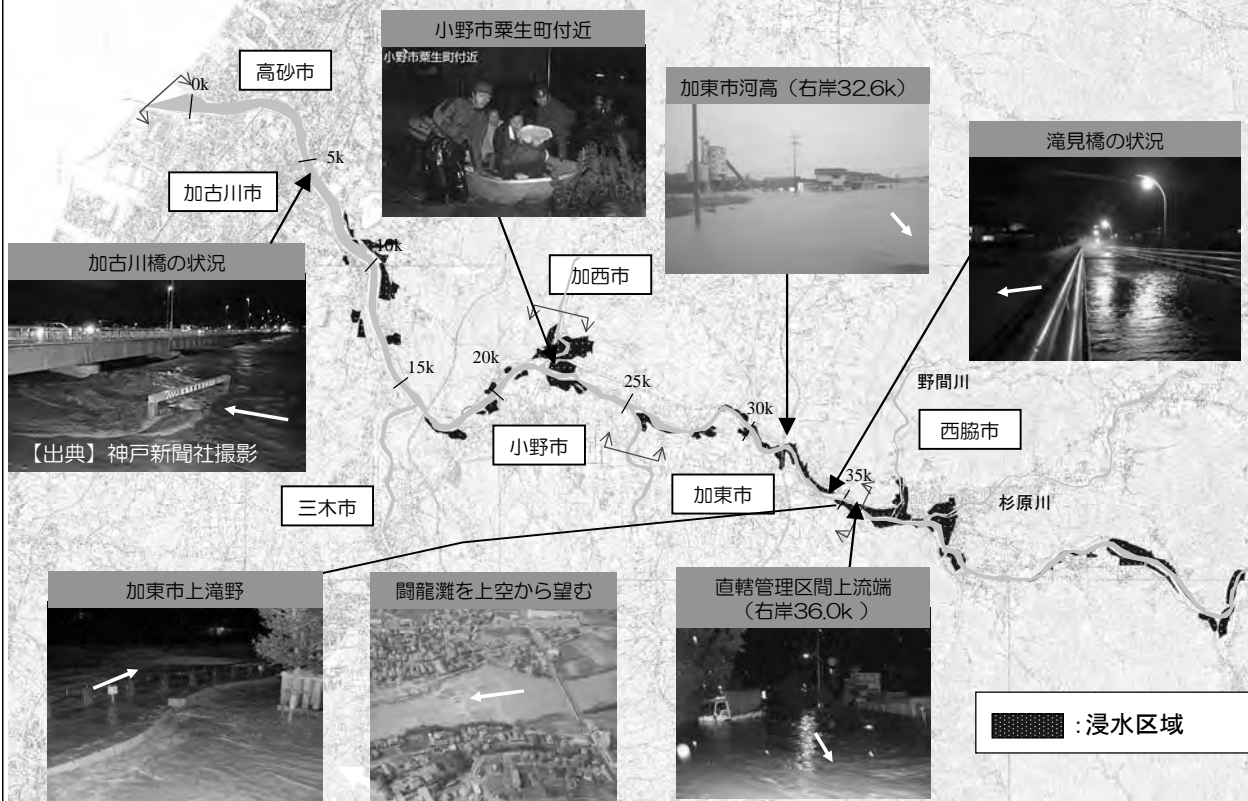 小野市粟生町付近
小野市粟生町付近
加東市河高（右岸32.6k）
滝見橋の状況
高砂市
0k
5k
加古川市
加古川橋の状況
【出典】神戸新聞社撮影
10k
加西市
15k
20k
25k
30k
35k
野間川
西脇市
小野市
加東市
杉原川
三木市
加東市上滝野
闘龍灘を上空から望む
直轄管理区間上流端
（右岸36.0k ）
：浸水区域